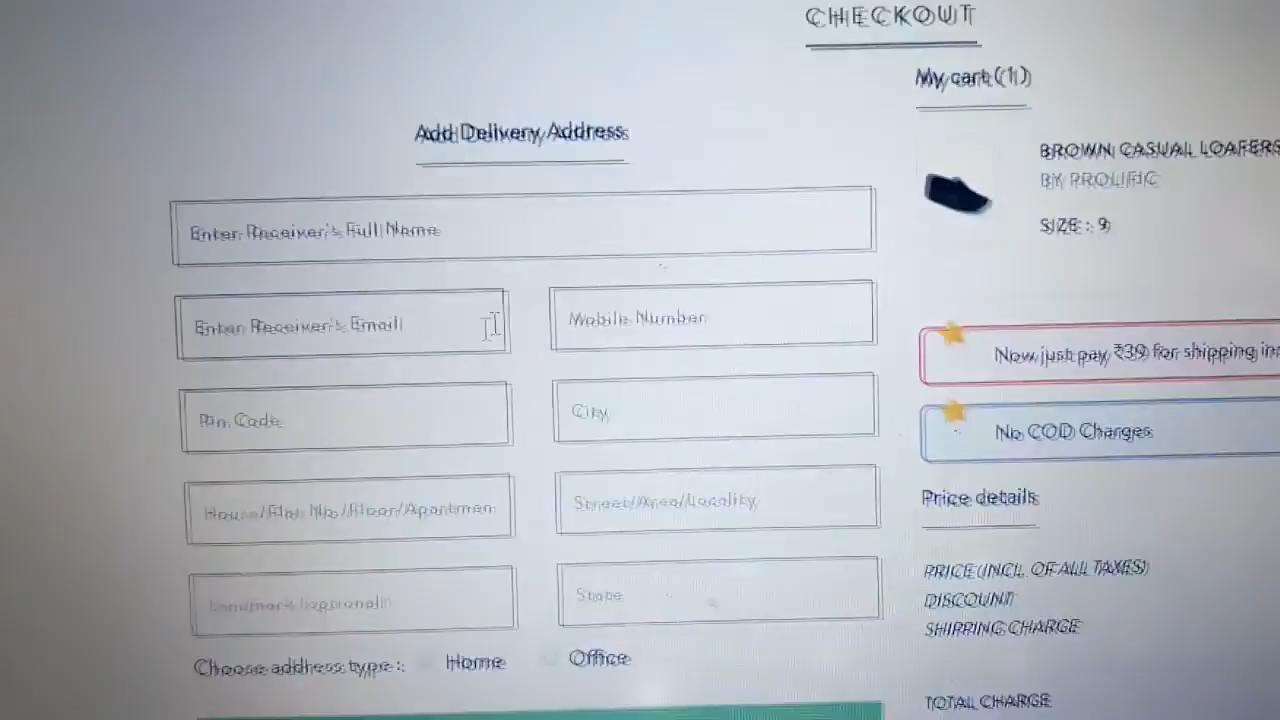 CHECKOUT
My cart (1)
Add Delivery Address
BROWN CASUAL LOAFERS
BY PROLIFIC
SIZE : 9
Enter Receiver's Full Name
Enter Receiver's Email
Mobile Number
Now just pay ₹39 for shipping
Pin Code
City
No COD Charges
House/Flat No/Floor/Apartmen
Street/Area/Locality
Price details
Landmark (optional)
State
PRICE (INCL. OF ALL TAXES)
DISCOUNT
SHIPPING CHARGE
Choose address type :
Home
Office
TOTAL CHARGE